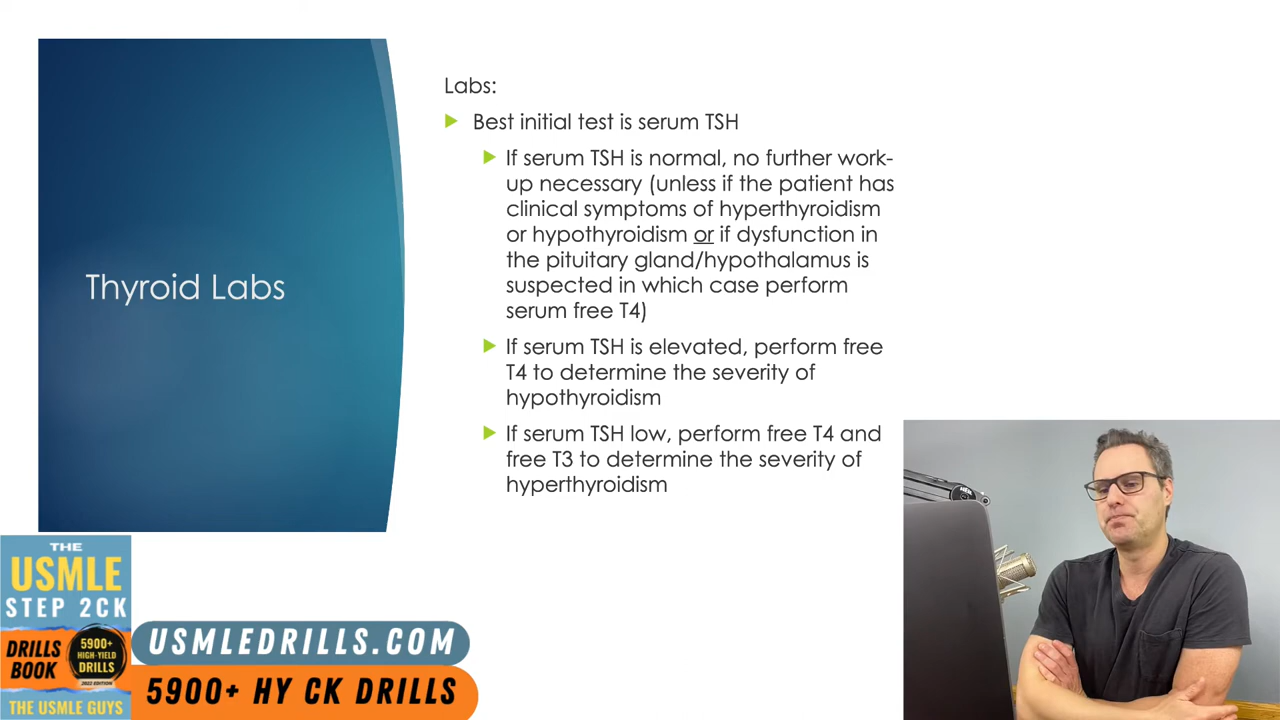 Labs:
Best initial test is serum TSH
If serum TSH is normal, no further work-
up necessary (unless if the patient has
clinical symptoms of hyperthyroidism
or hypothyroidism or if dysfunction in
the pituitary gland/hypothalamus is
suspected in which case perform
serum free T4)
If serum TSH is elevated, perform free
T4 to determine the severity of
hypothyroidism
If serum TSH low, perform free T4 and
free T3 to determine the severity of
hyperthyroidism
Thyroid Labs
THE
USMLE
STEP 2CK
DRILLS
BOOK
5900+
HIGH-YIELD
DRILLS
2022 EDITION
THE USMLE GUYS
USMLEDRILLS.COM
5900+ HY CK DRILLS